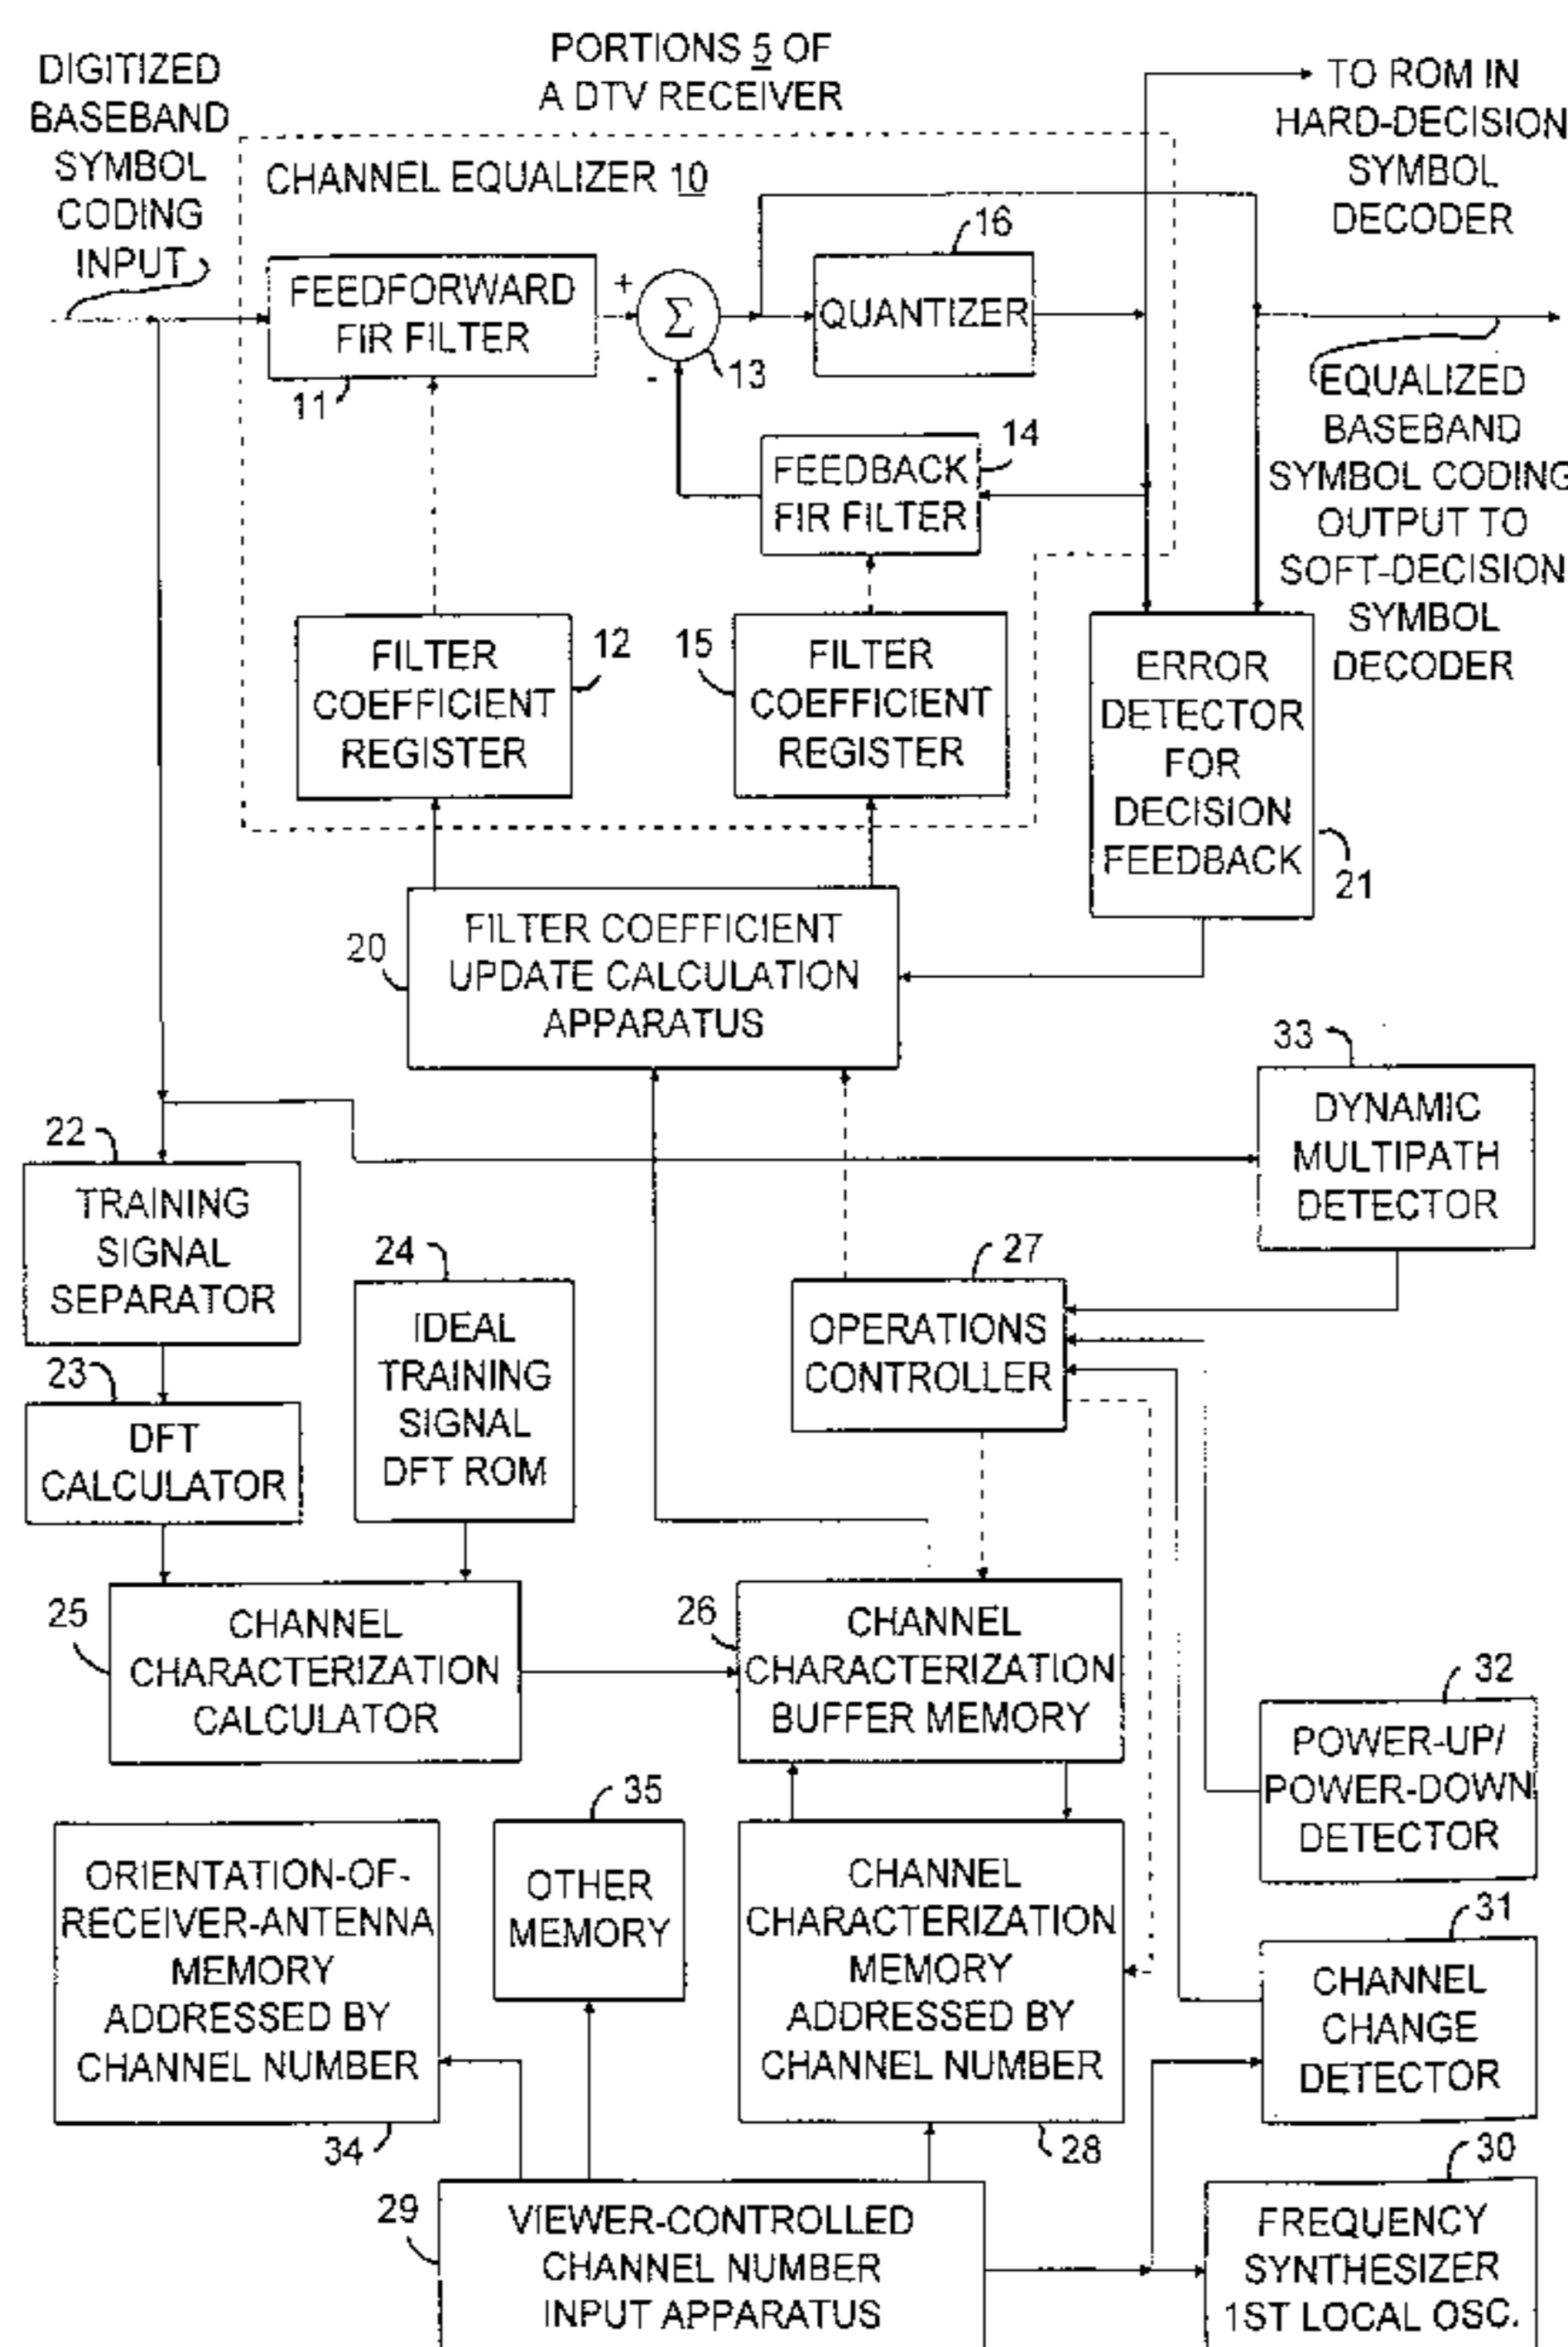 PORTIONS 5 OF
A DTV RECEIVER
DIGITIZED
BASEBAND
SYMBOL
CODING
INPUT
TO ROM IN
HARD-DECISION
SYMBOL
DECODER
CHANNEL EQUALIZER 10
FEEDFORWARD
FIR FILTER
11
+
Σ
-
13
16
QUANTIZER
14
FEEDBACK
FIR FILTER
EQUALIZED
BASEBAND
SYMBOL CODING
OUTPUT TO
SOFT-DECISION
SYMBOL
DECODER
FILTER
COEFFICIENT
REGISTER
12
15
FILTER
COEFFICIENT
REGISTER
ERROR
DETECTOR
FOR
DECISION
FEEDBACK
21
20
FILTER COEFFICIENT
UPDATE CALCULATION
APPARATUS
33
DYNAMIC
MULTIPATH
DETECTOR
22
TRAINING
SIGNAL
SEPARATOR
24
IDEAL
TRAINING
SIGNAL
DFT ROM
27
OPERATIONS
CONTROLLER
23
DFT
CALCULATOR
25
CHANNEL
CHARACTERIZATION
CALCULATOR
26
CHANNEL
CHARACTERIZATION
BUFFER MEMORY
32
POWER-UP/
POWER-DOWN
DETECTOR
ORIENTATION-OF-
RECEIVER-ANTENNA
MEMORY
ADDRESSED BY
CHANNEL NUMBER
34
35
OTHER
MEMORY
CHANNEL
CHARACTERIZATION
MEMORY
ADDRESSED BY
CHANNEL NUMBER
28
31
CHANNEL
CHANGE
DETECTOR
29
VIEWER-CONTROLLED
CHANNEL NUMBER
INPUT APPARATUS
30
FREQUENCY
SYNTHESIZER
1ST LOCAL OSC.